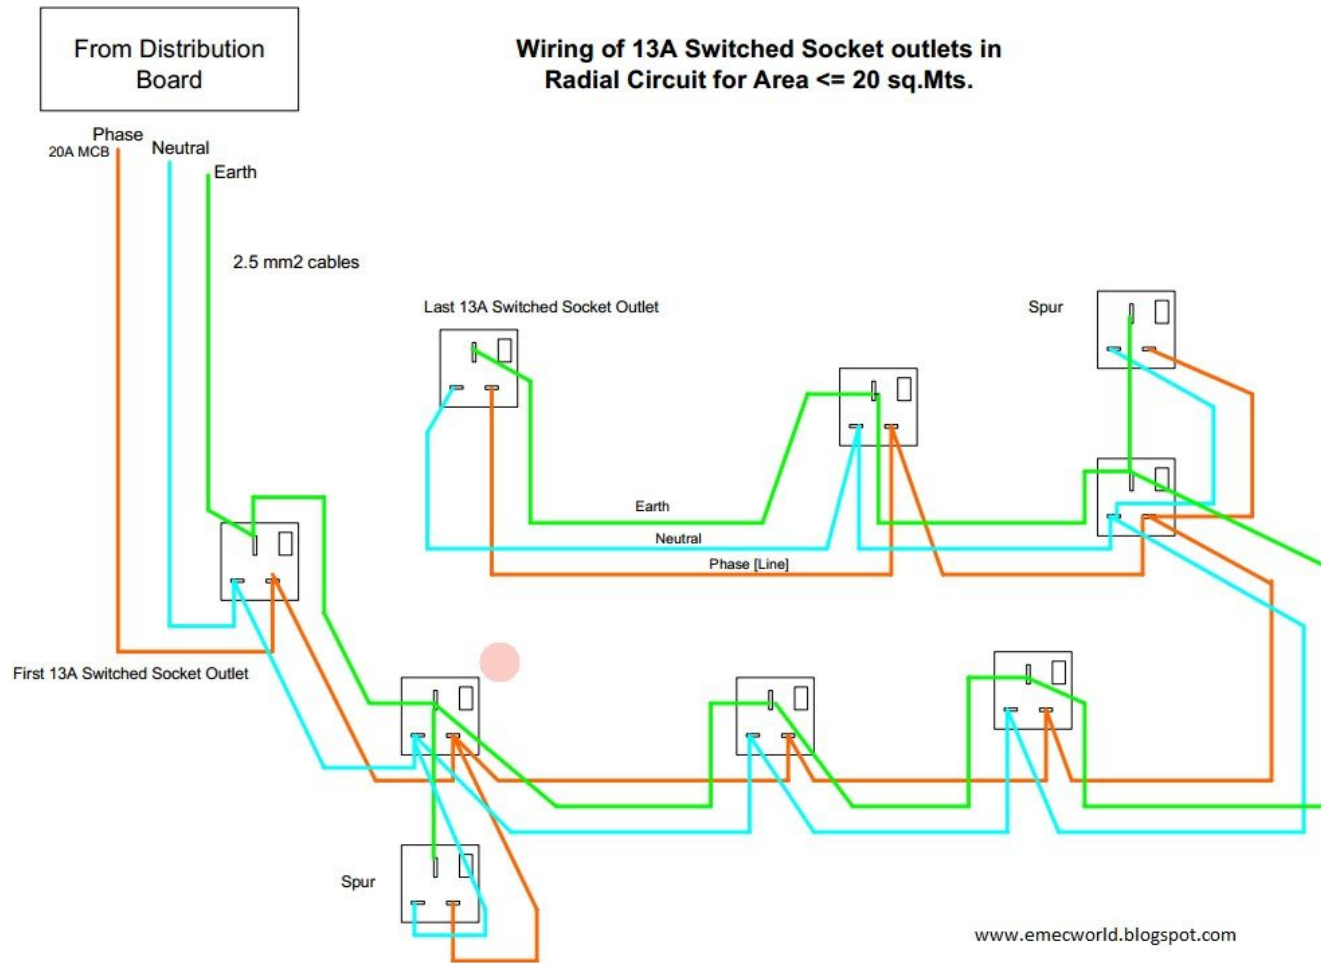 From Distribution
Board
Wiring of 13A Switched Socket outlets in
Radial Circuit for Area <= 20 sq.Mts.
Phase
20A MCB
Neutral
Earth
2.5 mm2 cables
Last 13A Switched Socket Outlet
Spur
Earth
Neutral
Phase [Line]
First 13A Switched Socket Outlet
Spur
www.emecworld.blogspot.com